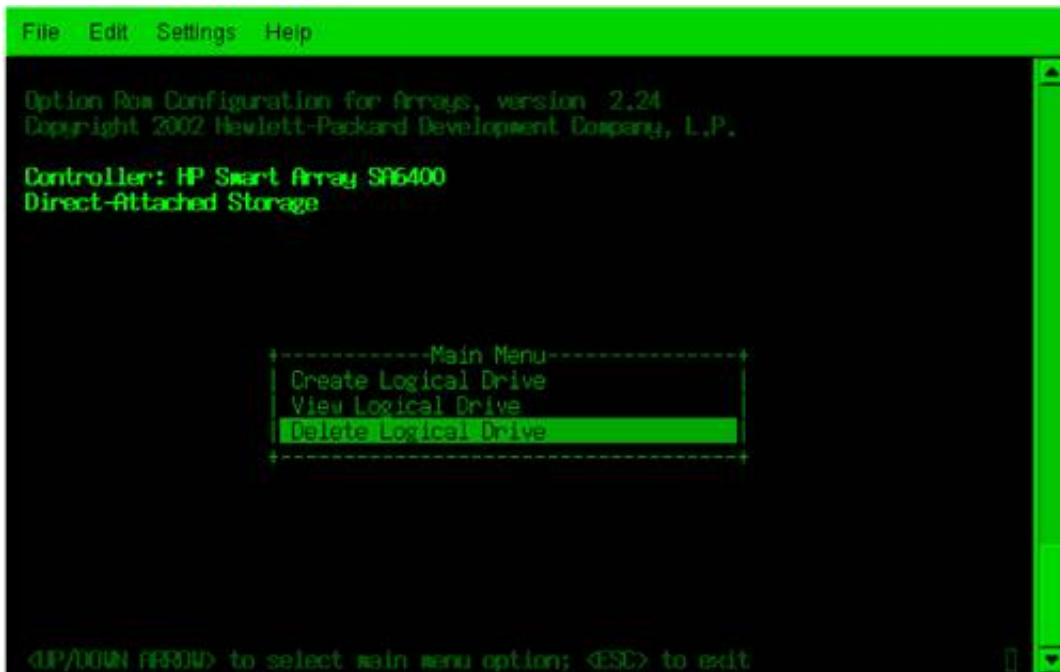 File Edit Settings Help
Option Rom Configuration for Arrays, version 2.24
Copyright 2002 Hewlett-Packard Development Company, L.P.
Controller: HP Smart Array SA6400
Direct-Attached Storage
Main Menu
Create Logical Drive
View Logical Drive
Delete Logical Drive
<UP/DOWN ARROW> to select main menu option; <ESC> to exit